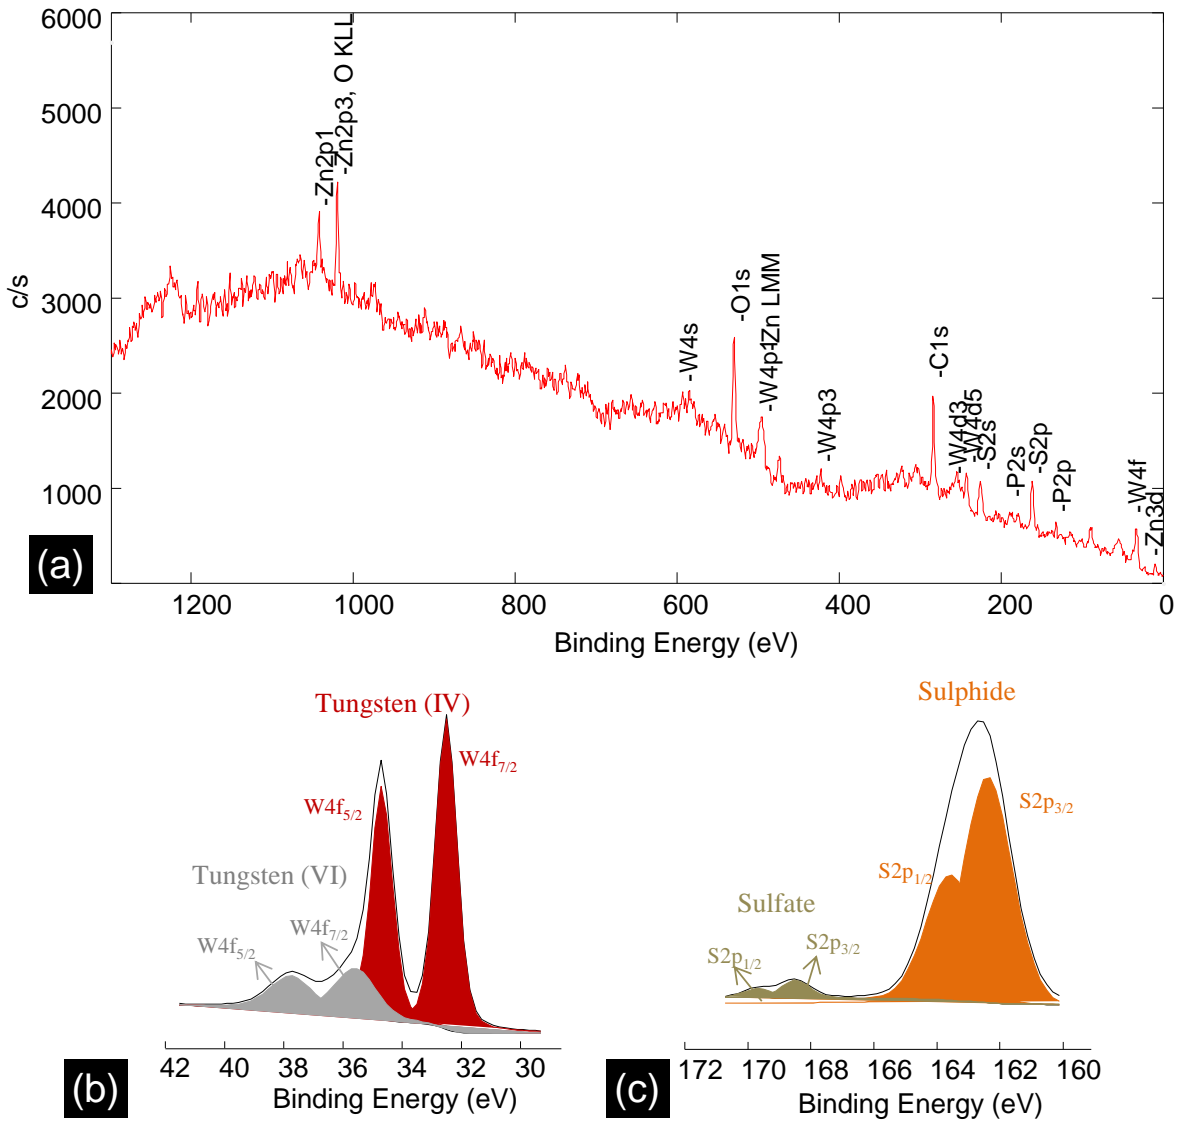 6000
5000
4000
3000
2000
1000
c/s
-Zn2p1
-Zn2p3, O KLL
-W4s
-O1s
-W4p1
-Zn LMM
-W4p3
-C1s
-W4d3
-W4d5
-S2s
-P2s
-S2p
-P2p
-W4f
-Zn3d
(a)
1200 1000 800 600 400 200 0
Binding Energy (eV)
Tungsten (IV)
W4f7/2
W4f5/2
Tungsten (VI)
W4f7/2
W4f5/2
42 40 38 36 34 32 30
Binding Energy (eV)
(b)
Sulphide
S2p3/2
S2p1/2
Sulfate
S2p3/2
S2p1/2
172 170 168 166 164 162 160
Binding Energy (eV)
(c)